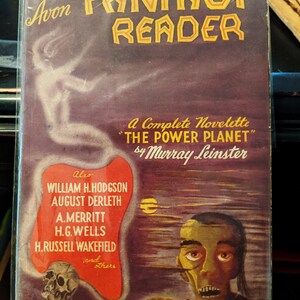 Avon
FANTASY
READER
A Complete Novelette
"THE POWER PLANET"
by Murray Leinster
Also
WILLIAM H. HODGSON
AUGUST DERLETH
A. MERRITT
H. G. WELLS
H. RUSSELL WAKEFIELD
and others